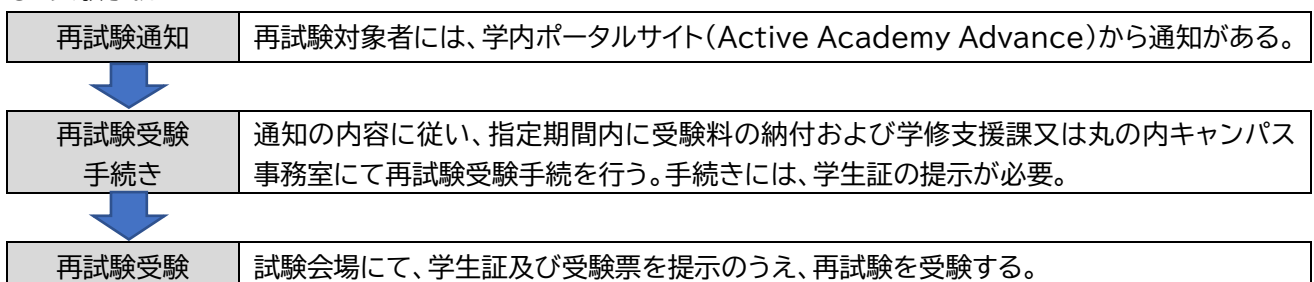 再試験通知
再試験対象者には、学内ポータルサイト(Active Academy Advance)から通知がある。
再試験受験
手続き
通知の内容に従い、指定期間内に受験料の納付および学修支援課又は丸の内キャンパス
事務室にて再試験受験手続を行う。手続きには、学生証の提示が必要。
再試験受験
試験会場にて、学生証及び受験票を提示のうえ、再試験を受験する。